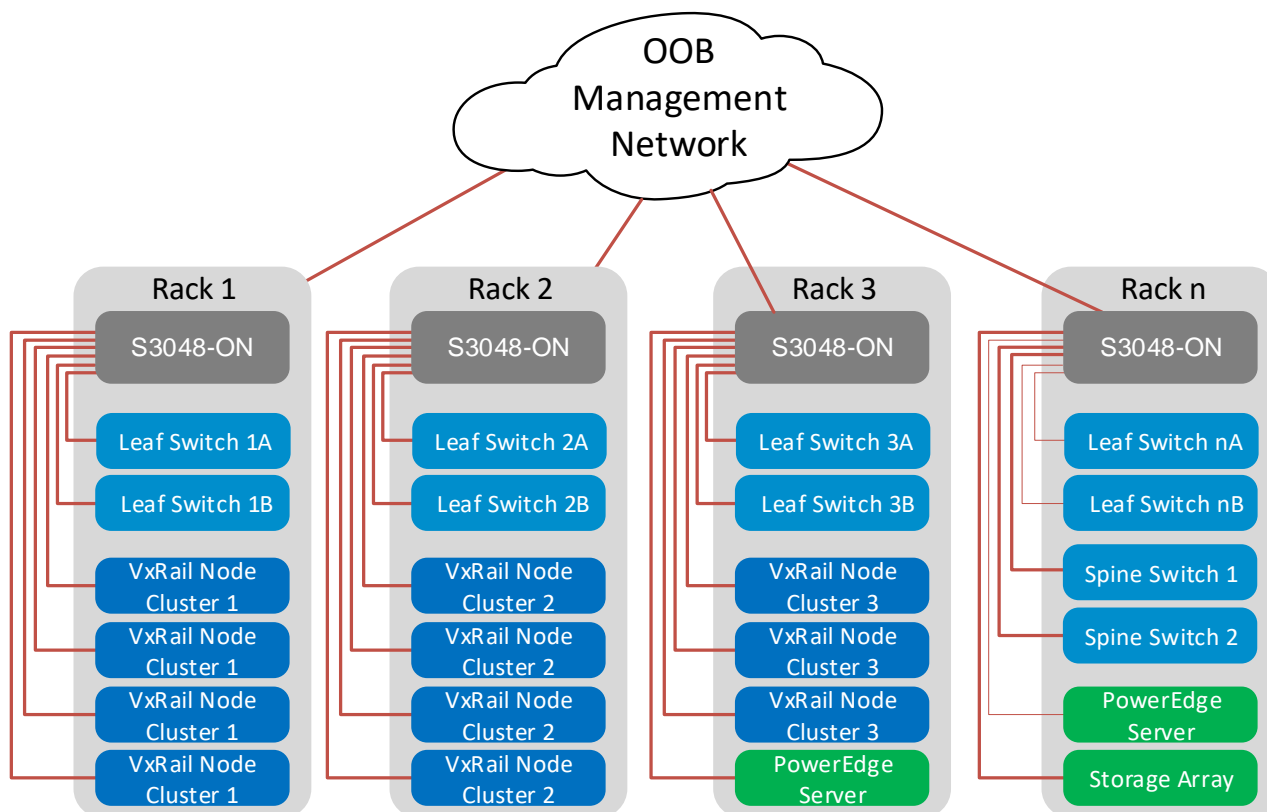 OOB
Management
Network
Rack 1
S3048-ON
Leaf Switch 1A
Leaf Switch 1B
VxRail Node
Cluster 1
VxRail Node
Cluster 1
VxRail Node
Cluster 1
VxRail Node
Cluster 1
Rack 2
S3048-ON
Leaf Switch 2A
Leaf Switch 2B
VxRail Node
Cluster 2
VxRail Node
Cluster 2
VxRail Node
Cluster 2
VxRail Node
Cluster 2
Rack 3
S3048-ON
Leaf Switch 3A
Leaf Switch 3B
VxRail Node
Cluster 3
VxRail Node
Cluster 3
VxRail Node
Cluster 3
PowerEdge
Server
Rack n
S3048-ON
Leaf Switch nA
Leaf Switch nB
Spine Switch 1
Spine Switch 2
PowerEdge
Server
Storage Array